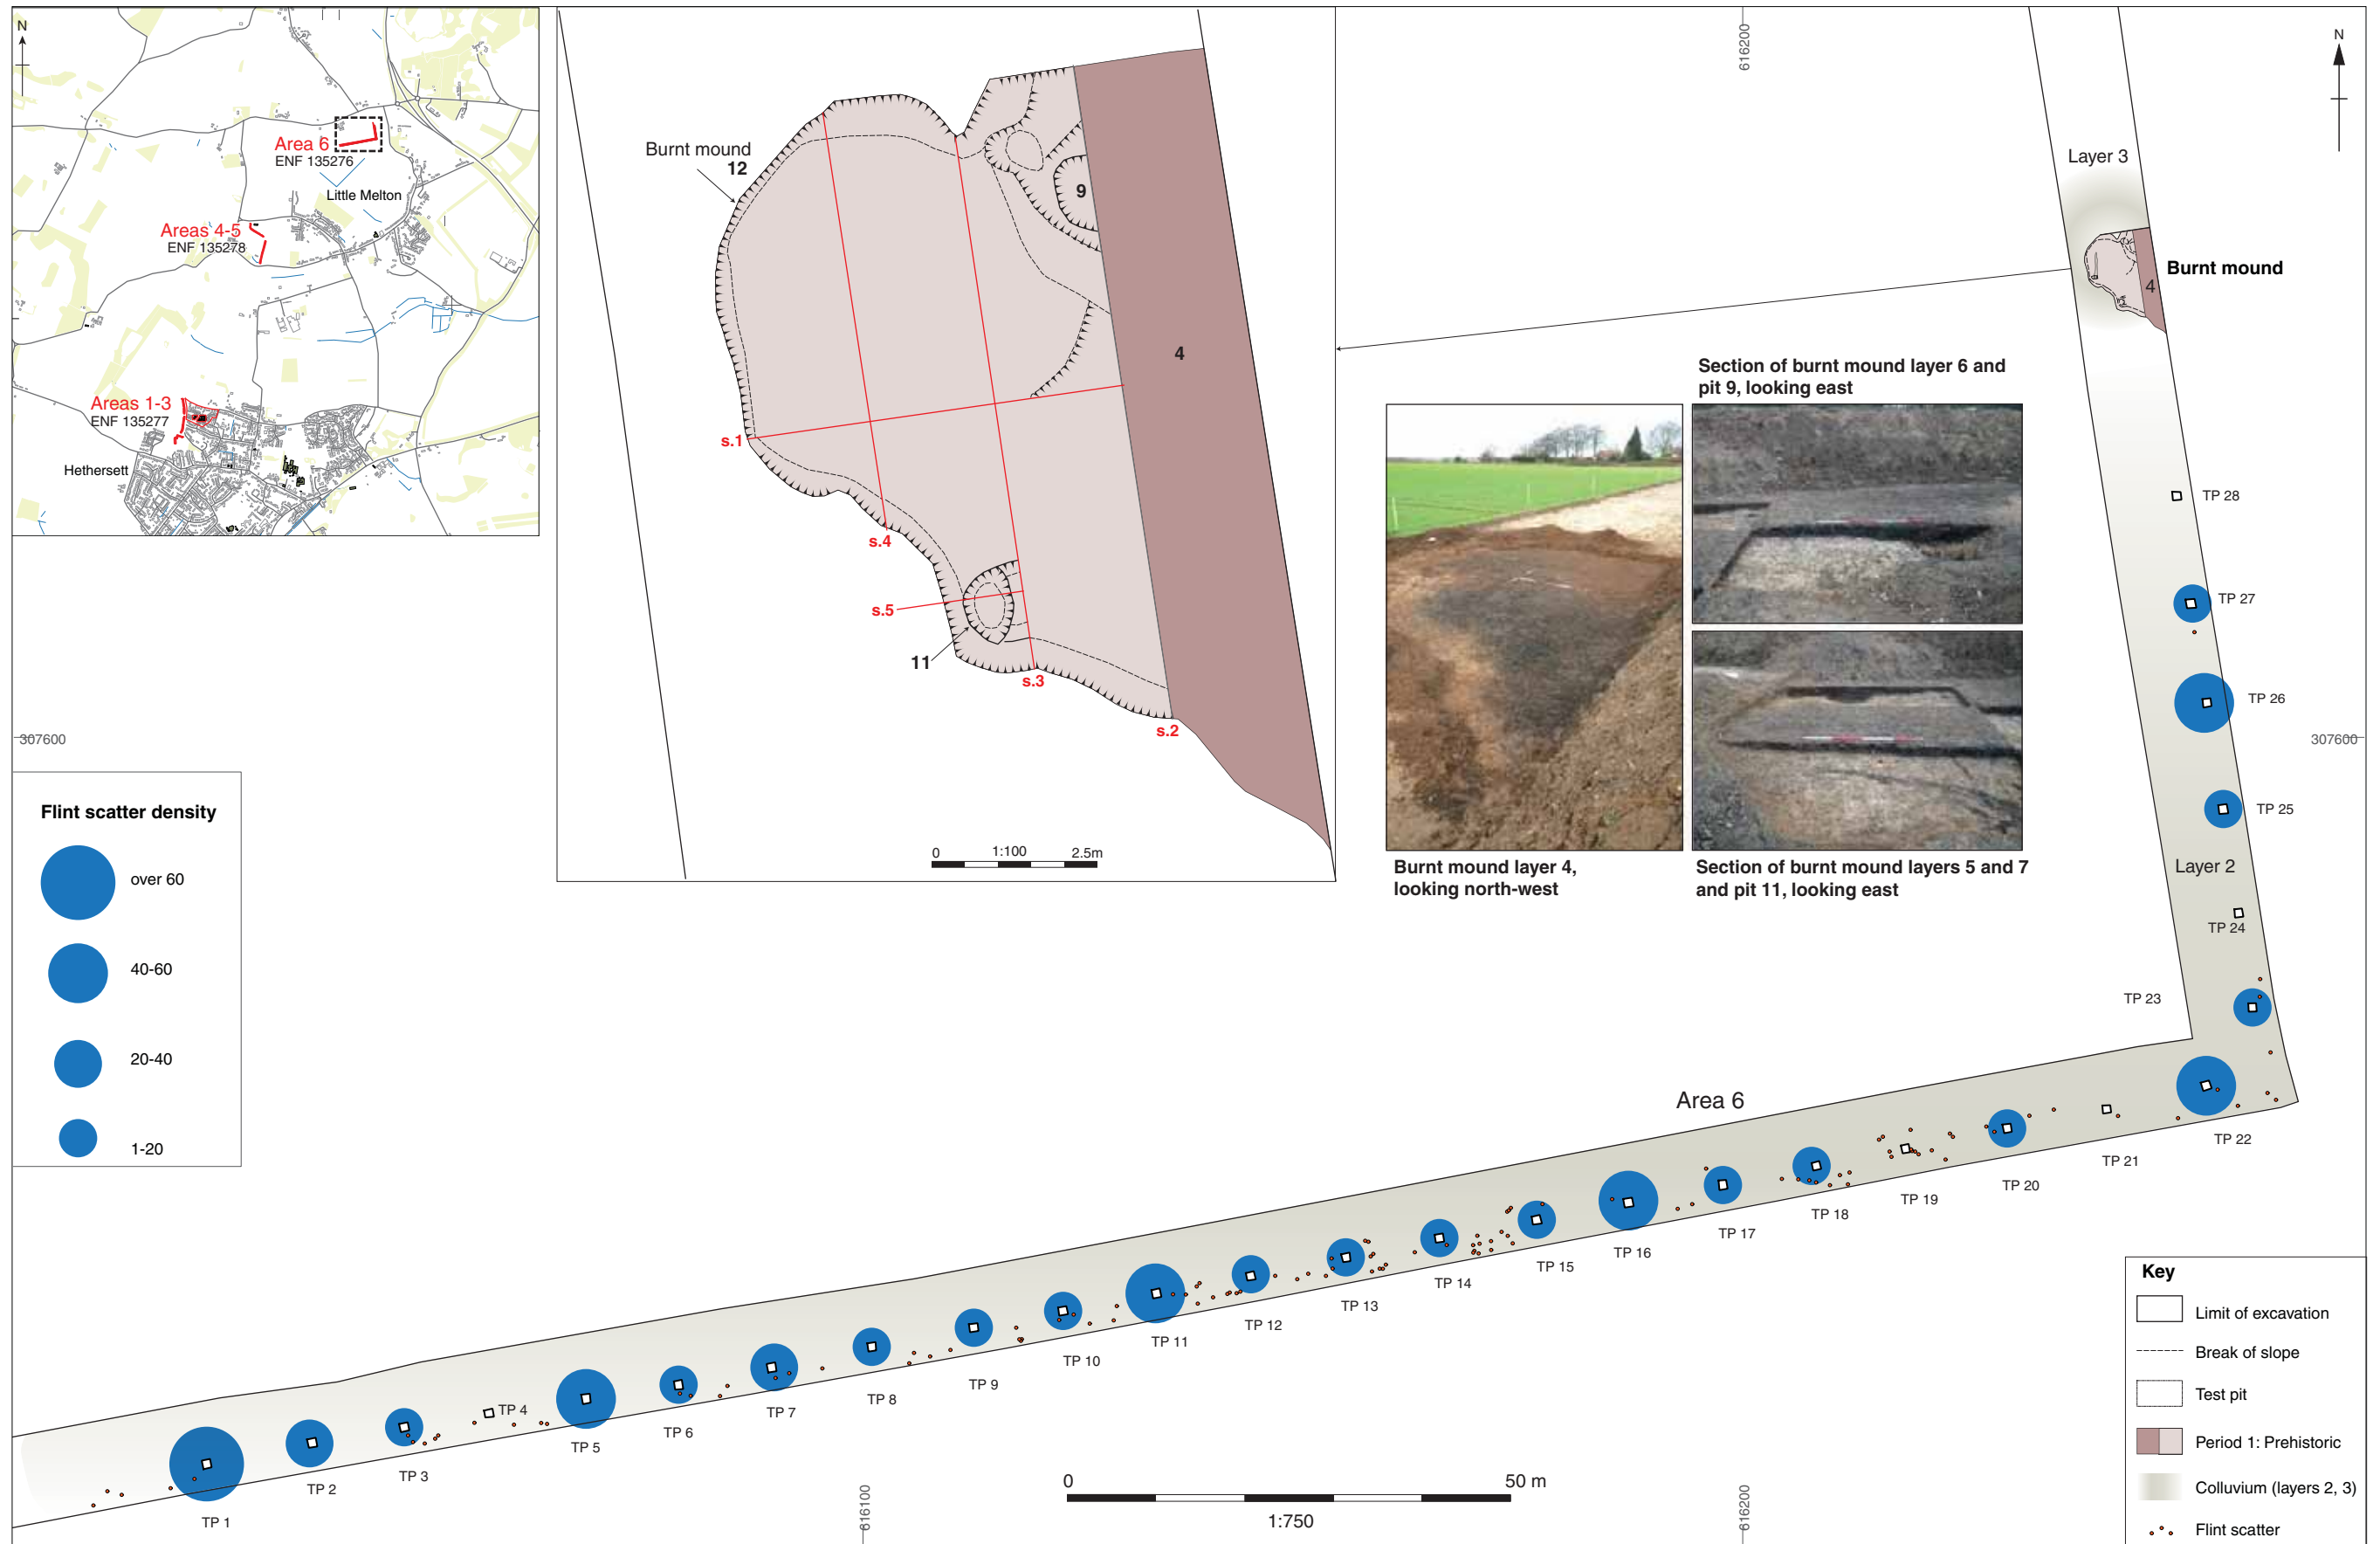 N
Area 6
ENF 135276
Little Melton
Areas 4-5
ENF 135278
Areas 1-3
ENF 135277
Hethersett
Burnt mound
12
9
4
s.1
s.4
s.5
11
s.3
s.2
0 1:100 2.5m
616200
N
Layer 3
Burnt mound
4
Section of burnt mound layer 6 and
pit 9, looking east
Burnt mound layer 4,
looking north-west
Section of burnt mound layers 5 and 7
and pit 11, looking east
TP 28
TP 27
TP 26
TP 25
Layer 2
TP 24
TP 23
307600
307600
Flint scatter density
over 60
40-60
20-40
1-20
Area 6
TP 22
TP 21
TP 20
TP 19
TP 18
TP 17
TP 16
TP 15
TP 14
TP 13
TP 12
TP 11
TP 10
TP 9
TP 8
TP 7
TP 6
TP 5
TP 4
TP 3
TP 2
TP 1
616100
0 50 m
1:750
616200
Key
Limit of excavation
Break of slope
Test pit
Period 1: Prehistoric
Colluvium (layers 2, 3)
Flint scatter